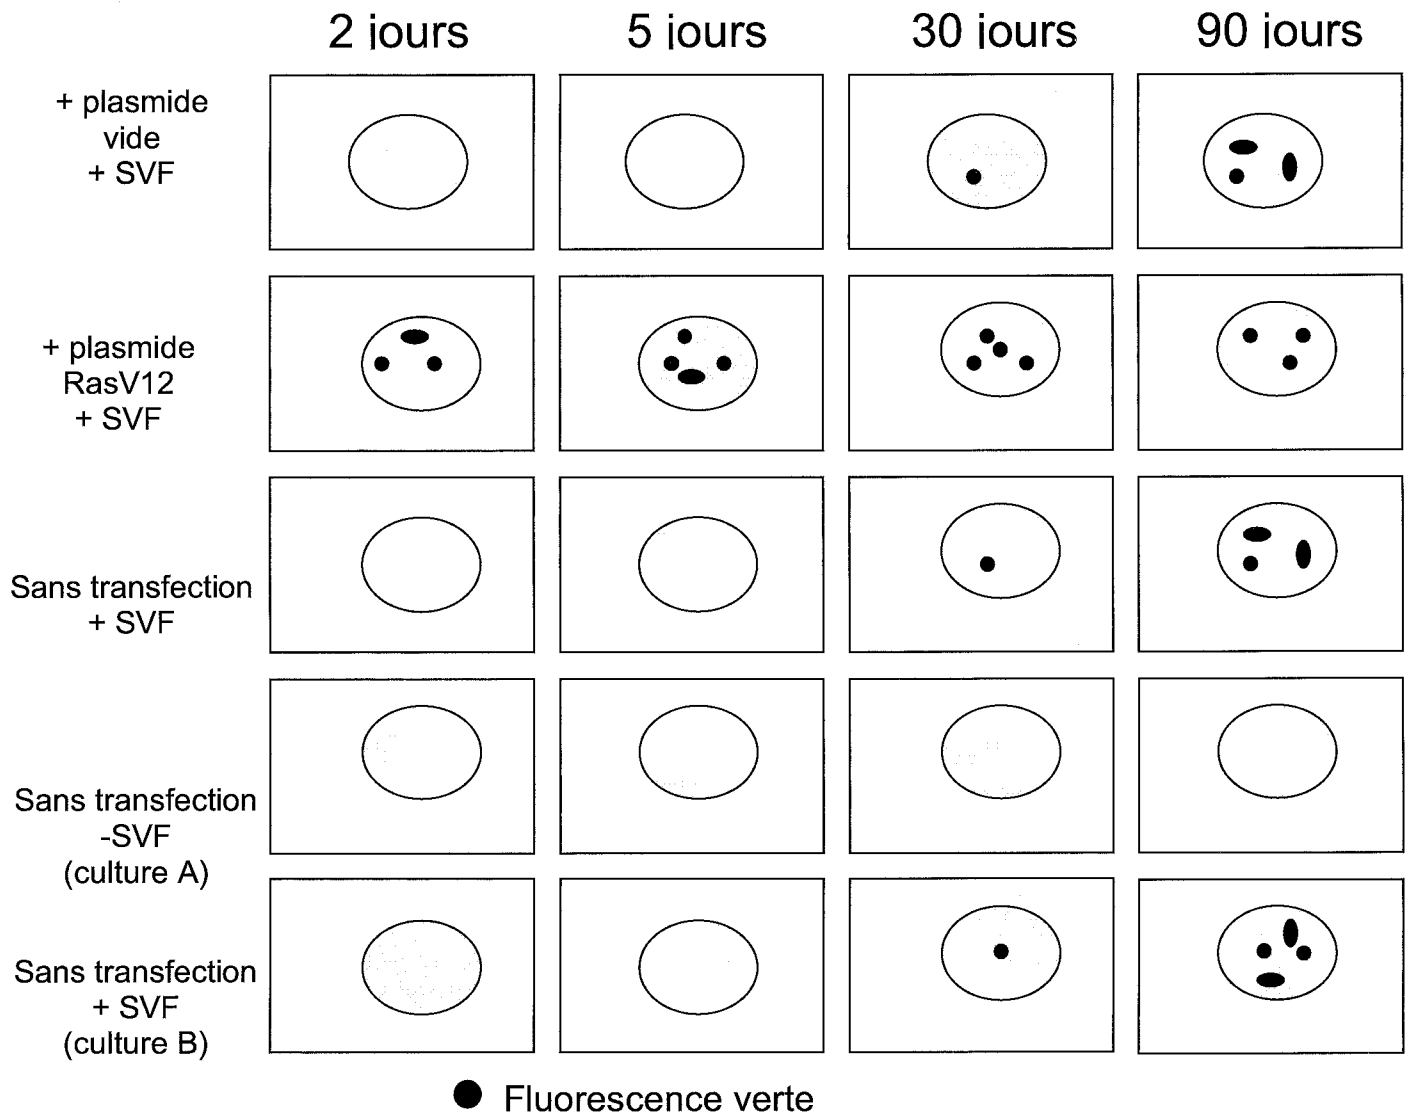 2 jours
5 jours
30 jours
90 jours
+ plasmide
vide
+ SVF
+ plasmide
RasV12
+ SVF
Sans transfection
+ SVF
Sans transfection
-SVF
(culture A)
Sans transfection
+ SVF
(culture B)
Fluorescence verte